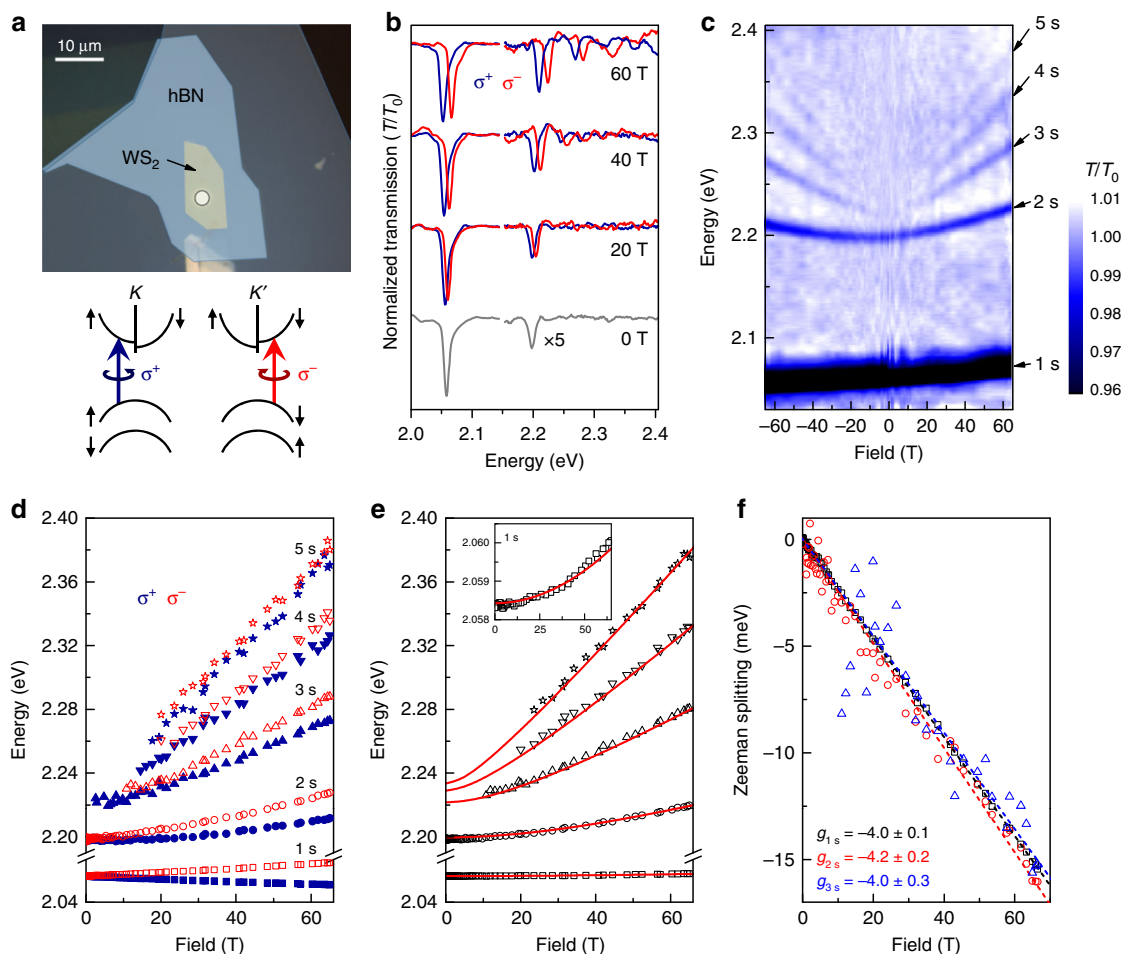 a
10 μm
hBN
WS2
K
K′
σ+
σ−
b
Normalized transmission (T/T0)
σ+ σ−
60 T
40 T
20 T
×5
0 T
2.0 2.1 2.2 2.3 2.4
Energy (eV)
c
2.4
2.3
2.2
2.1
Energy (eV)
−60 −40 −20 0 20 40 60
Field (T)
5 s
4 s
3 s
2 s
1 s
T/T0
1.01
1.00
0.99
0.98
0.97
0.96
d
2.40
2.36
2.32
2.28
2.24
2.20
2.04
Energy (eV)
σ+ σ−
5 s
4 s
3 s
2 s
1 s
0 20 40 60
Field (T)
e
2.40
2.36
2.32
2.28
2.24
2.20
2.04
Energy (eV)
1 s
2.060
2.059
2.058
0 25 50
0 20 40 60
Field (T)
f
0
−5
−10
−15
Zeeman splitting (meV)
g1 s = −4.0 ± 0.1
g2 s = −4.2 ± 0.2
g3 s = −4.0 ± 0.3
0 20 40 60
Field (T)